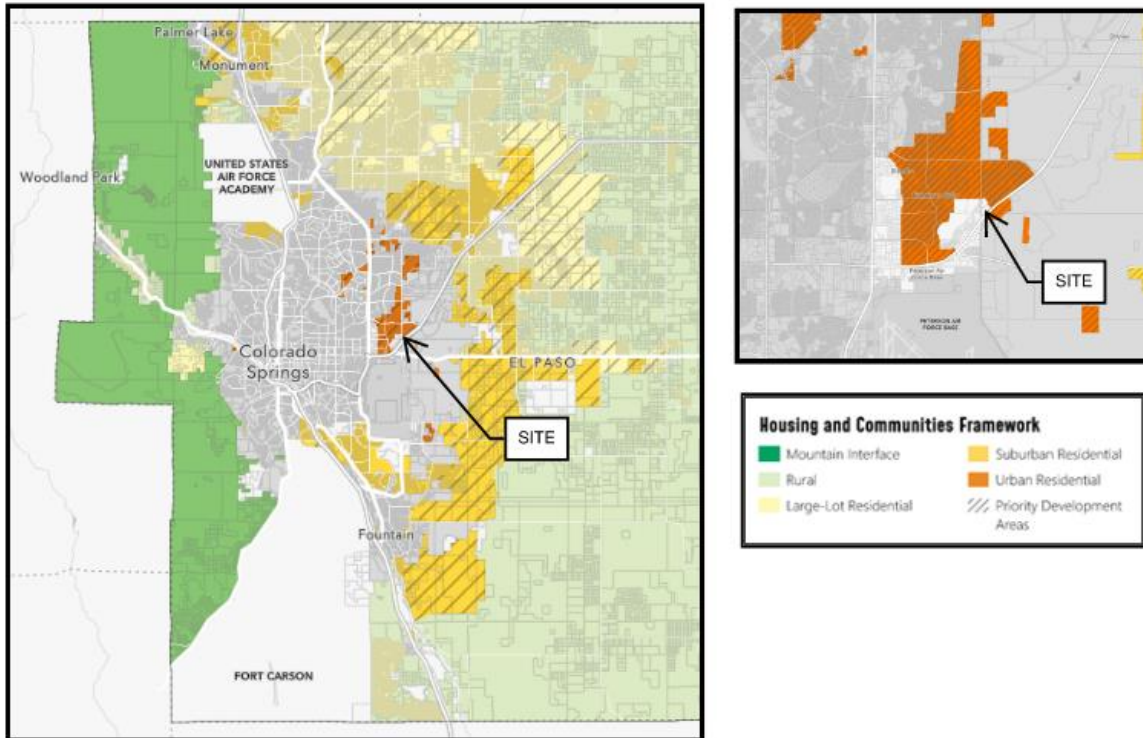 Palmer Lake
Monument
UNITED STATES
AIR FORCE
ACADEMY
Woodland Park
Colorado
Springs
EL PASO
SITE
Fountain
FORT CARSON
SITE
PETERSON AIR
FORCE BASE
Housing and Communities Framework
Mountain Interface
Rural
Large-Lot Residential
Suburban Residential
Urban Residential
Priority Development
Areas